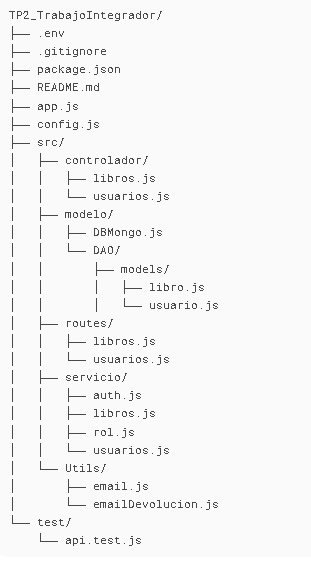 TP2_TrabajoIntegrador/
├── .env
├── .gitignore
├── package.json
├── README.md
├── app.js
├── config.js
├── src/
│   ├── controlador/
│   │   ├── libros.js
│   │   └── usuarios.js
│   ├── modelo/
│   │   ├── DBMongo.js
│   │   └── DAO/
│   │       ├── models/
│   │       │   ├── libro.js
│   │       │   └── usuario.js
│   ├── routes/
│   │   ├── libros.js
│   │   └── usuarios.js
│   ├── servicio/
│   │   ├── auth.js
│   │   ├── libros.js
│   │   ├── rol.js
│   │   └── usuarios.js
│   └── Utils/
│       ├── email.js
│       └── emailDevolucion.js
└── test/
    └── api.test.js